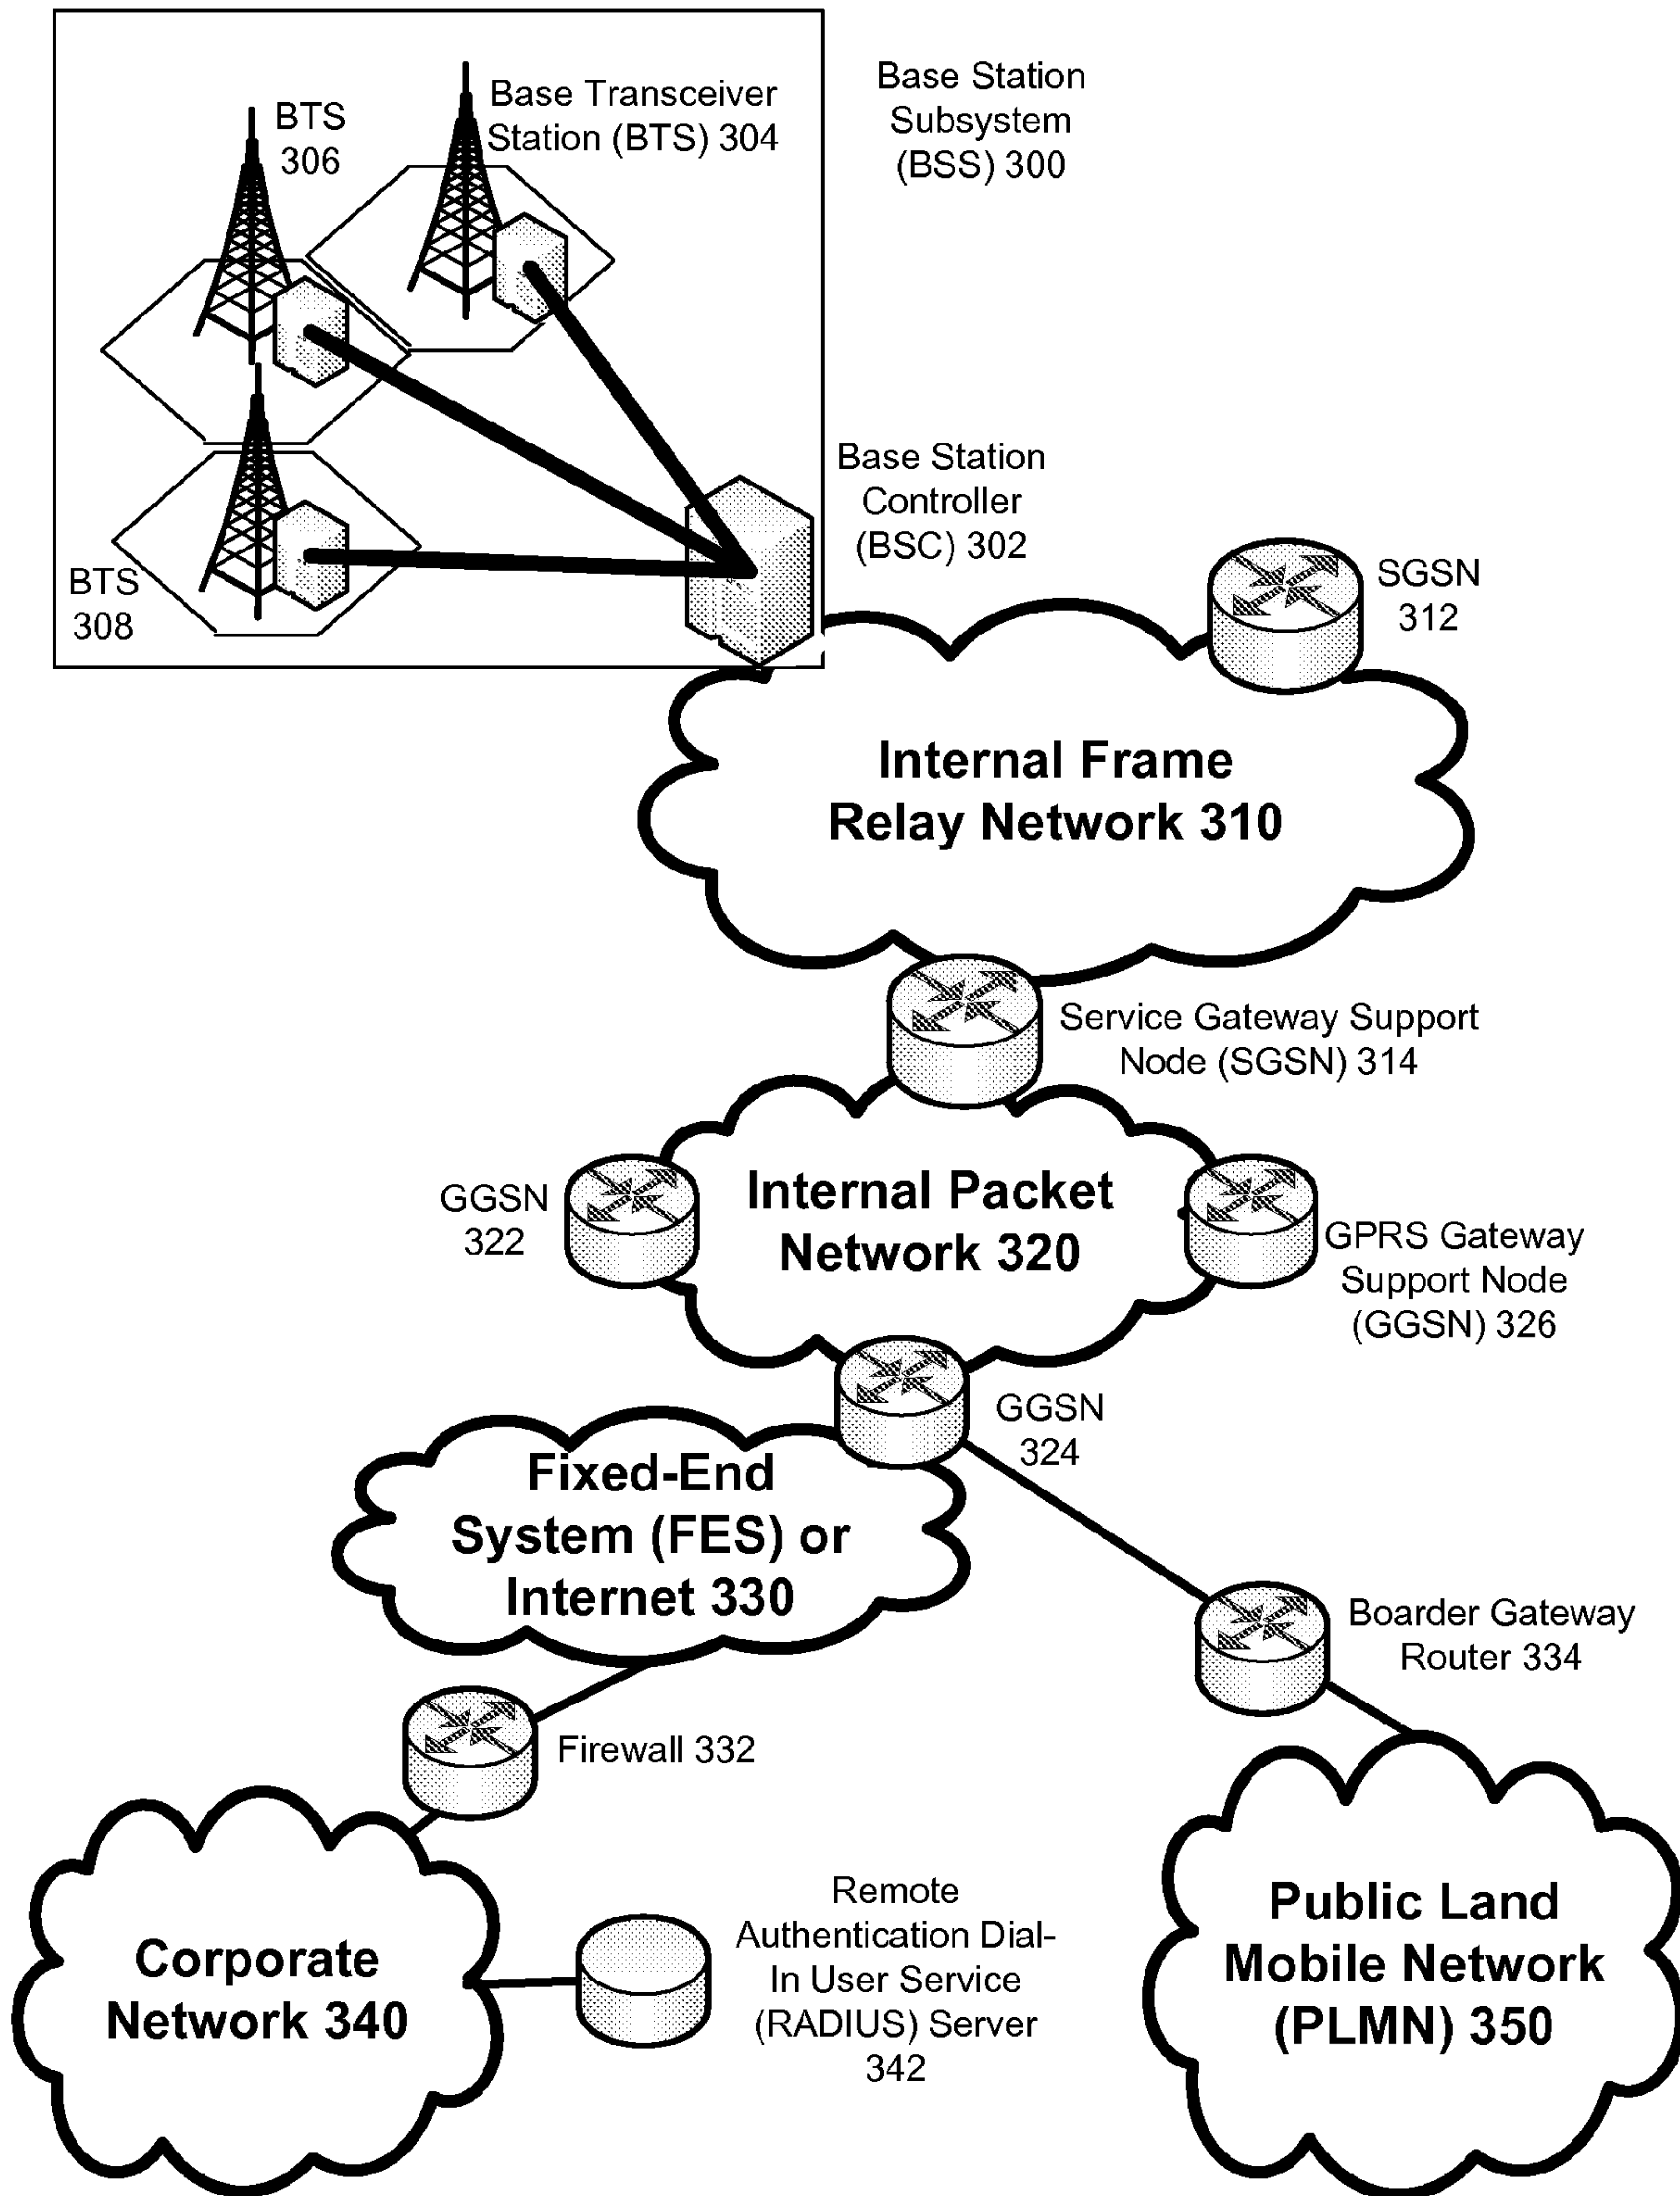 BTS
306
Base Transceiver
Station (BTS) 304
Base Station
Subsystem
(BSS) 300
Base Station
Controller
(BSC) 302
BTS
308
SGSN
312
Internal Frame
Relay Network 310
Service Gateway Support
Node (SGSN) 314
GGSN
322
Internal Packet
Network 320
GPRS Gateway
Support Node
(GGSN) 326
GGSN
324
Fixed-End
System (FES) or
Internet 330
Boarder Gateway
Router 334
Firewall 332
Remote
Authentication Dial-
In User Service
(RADIUS) Server
342
Corporate
Network 340
Public Land
Mobile Network
(PLMN) 350